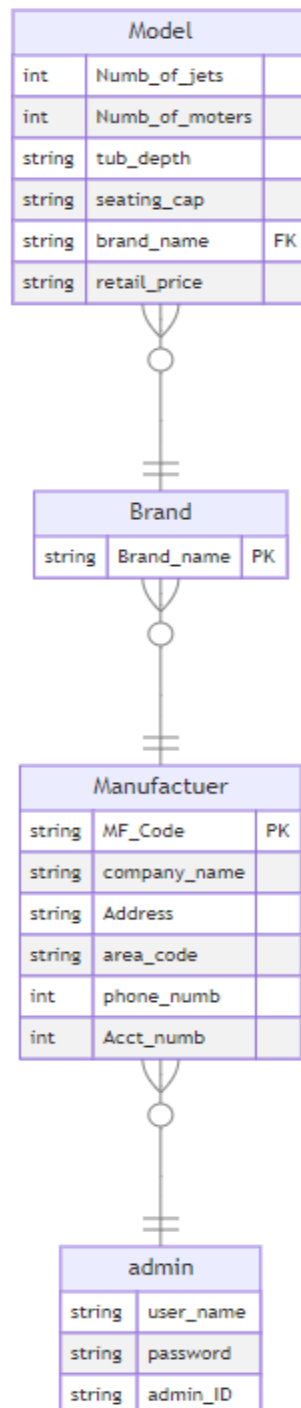 Model
int Numb_of_jets
int Numb_of_moters
string tub_depth
string seating_cap
string brand_name FK
string retail_price
Brand
string Brand_name PK
Manufactuer
string MF_Code PK
string company_name
string Address
string area_code
int phone_numb
int Acct_numb
admin
string user_name
string password
string admin_ID